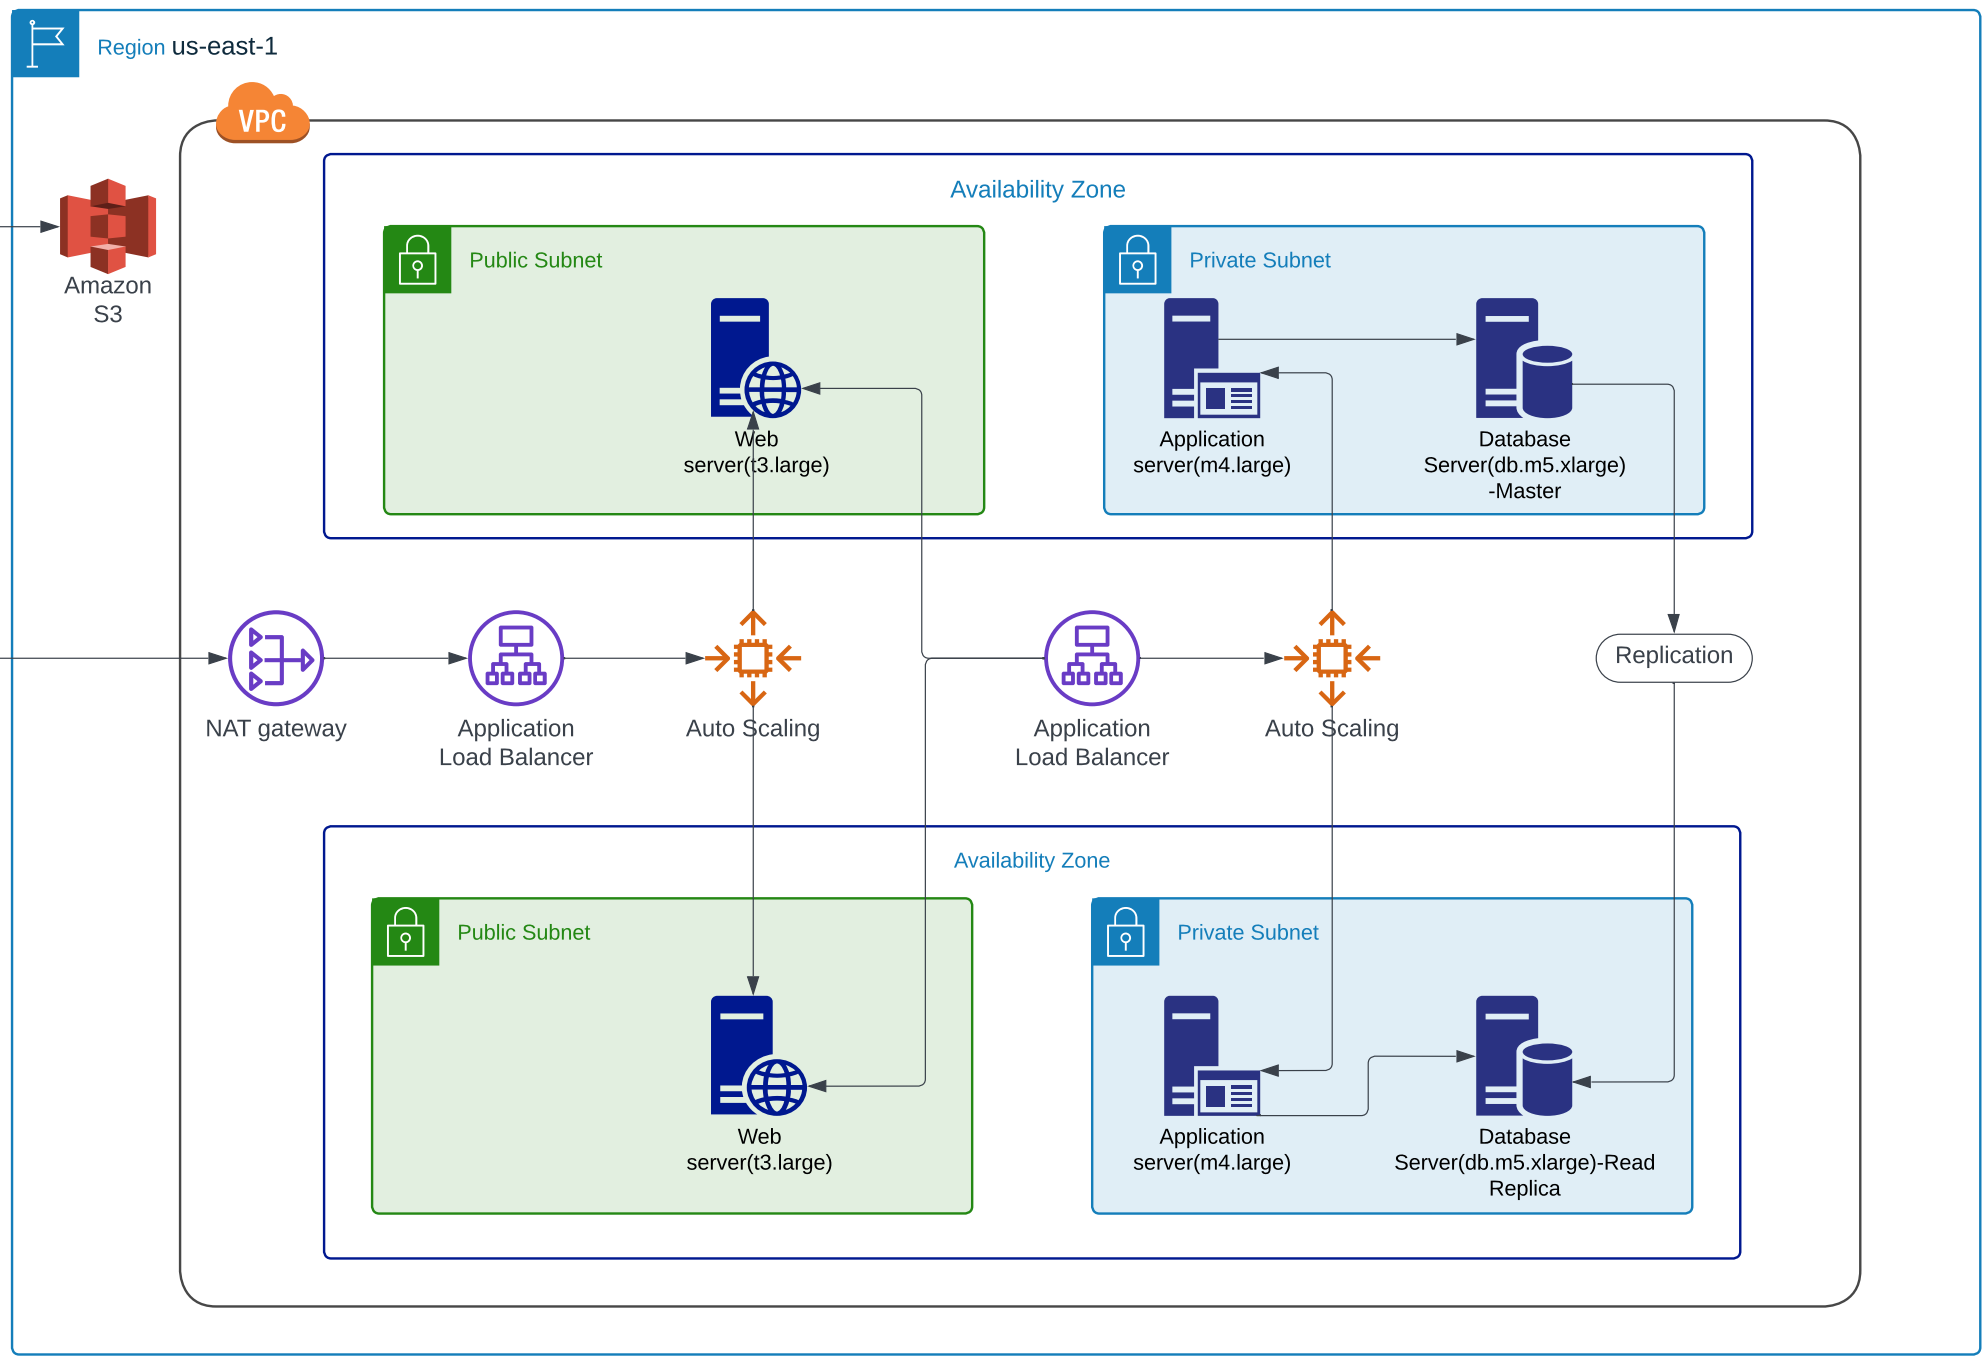 Region us-east-1
VPC
Amazon
S3
Availability Zone
Public Subnet
Web
server(t3.large)
Private Subnet
Application
server(m4.large)
Database
Server(db.m5.xlarge)
-Master
NAT gateway
Application
Load Balancer
Auto Scaling
Application
Load Balancer
Auto Scaling
Replication
Availability Zone
Public Subnet
Web
server(t3.large)
Private Subnet
Application
server(m4.large)
Database
Server(db.m5.xlarge)-Read
Replica